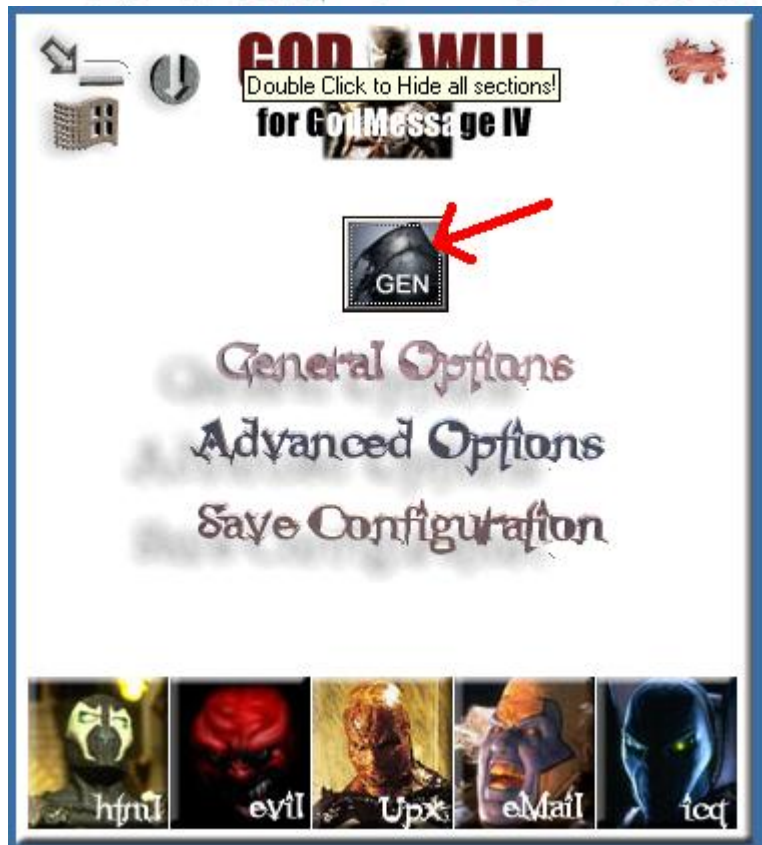 GOD WILL
Double Click to Hide all sections!
for GodMessage IV
GEN
General Options
Advanced Options
Save Configuration
html evil Upx eMail icq